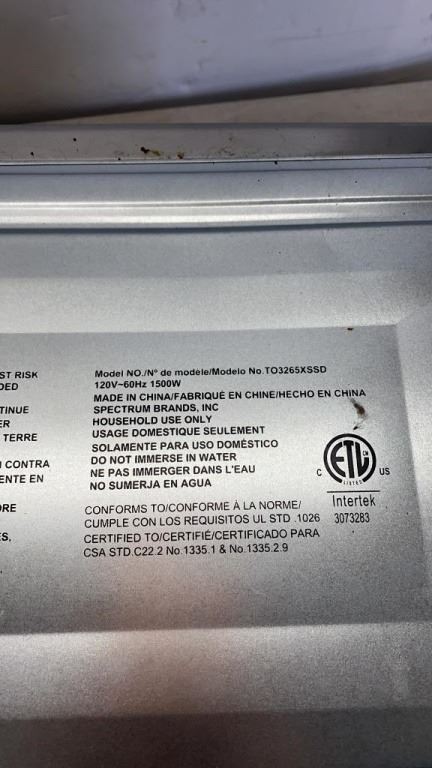 ST RISK
DED
TINUE
ER
TERRE
CONTRA
ENTE EN
ORE
S,
Model NO./Nº de modèle/Modelo No.TO3265XSSD
120V~60Hz 1500W
MADE IN CHINA/FABRIQUÉ EN CHINE/HECHO EN CHINA
SPECTRUM BRANDS, INC
HOUSEHOLD USE ONLY
USAGE DOMESTIQUE SEULEMENT
SOLAMENTE PARA USO DOMÉSTICO
DO NOT IMMERSE IN WATER
NE PAS IMMERGER DANS L'EAU
NO SUMERJA EN AGUA
CONFORMS TO/CONFORME À LA NORME/
CUMPLE CON LOS REQUISITOS UL STD .1026
CERTIFIED TO/CERTIFIÉ/CERTIFICADO PARA
CSA STD.C22.2 No.1335.1 & No.1335.2.9
C ETL US
LISTED
Intertek
3073283